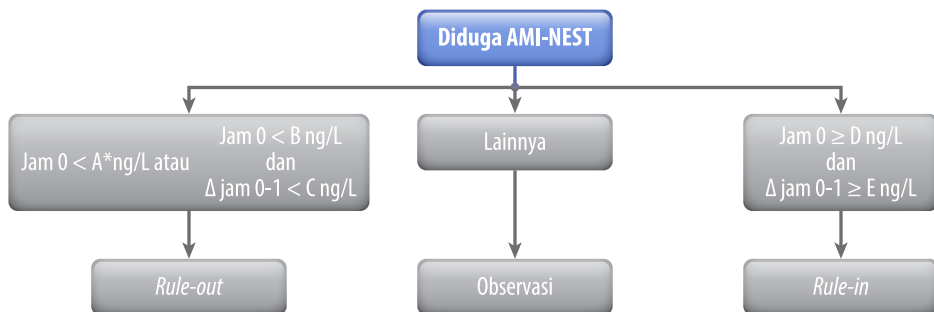 Diduga AMI-NEST
Jam 0 < A*ng/L atau
Jam 0 < B ng/L
dan
Δ jam 0-1 < C ng/L
Lainnya
Jam 0 ≥ D ng/L
dan
Δ jam 0-1 ≥ E ng/L
Rule-out
Observasi
Rule-in